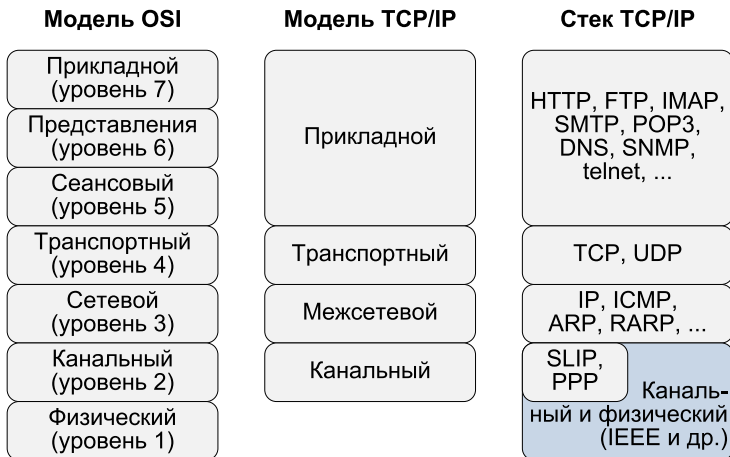 Модель OSI
Модель TCP/IP
Стек TCP/IP
Прикладной
(уровень 7)
Представления
(уровень 6)
Сеансовый
(уровень 5)
Транспортный
(уровень 4)
Сетевой
(уровень 3)
Канальный
(уровень 2)
Физический
(уровень 1)
Прикладной
Транспортный
Межсетевой
Канальный
HTTP, FTP, IMAP,
SMTP, POP3,
DNS, SNMP,
telnet, ...
TCP, UDP
IP, ICMP,
ARP, RARP, ...
SLIP,
PPP
Каналь-
ный и физический
(IEEE и др.)